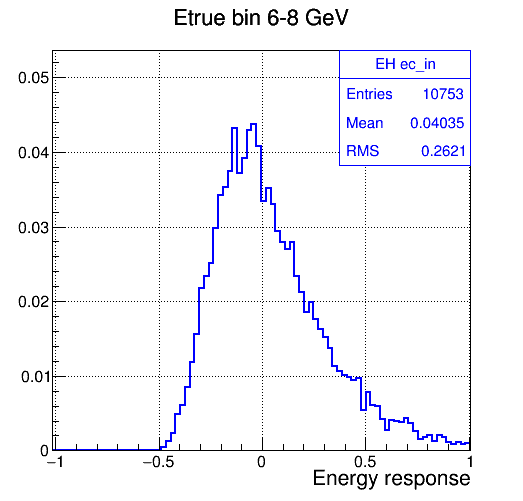 Etrue bin 6-8 GeV
EH ec_in
Entries 10753
Mean 0.04035
RMS 0.2621
0.05
0.04
0.03
0.02
0.01
0
−1 −0.5 0 0.5 1
Energy response